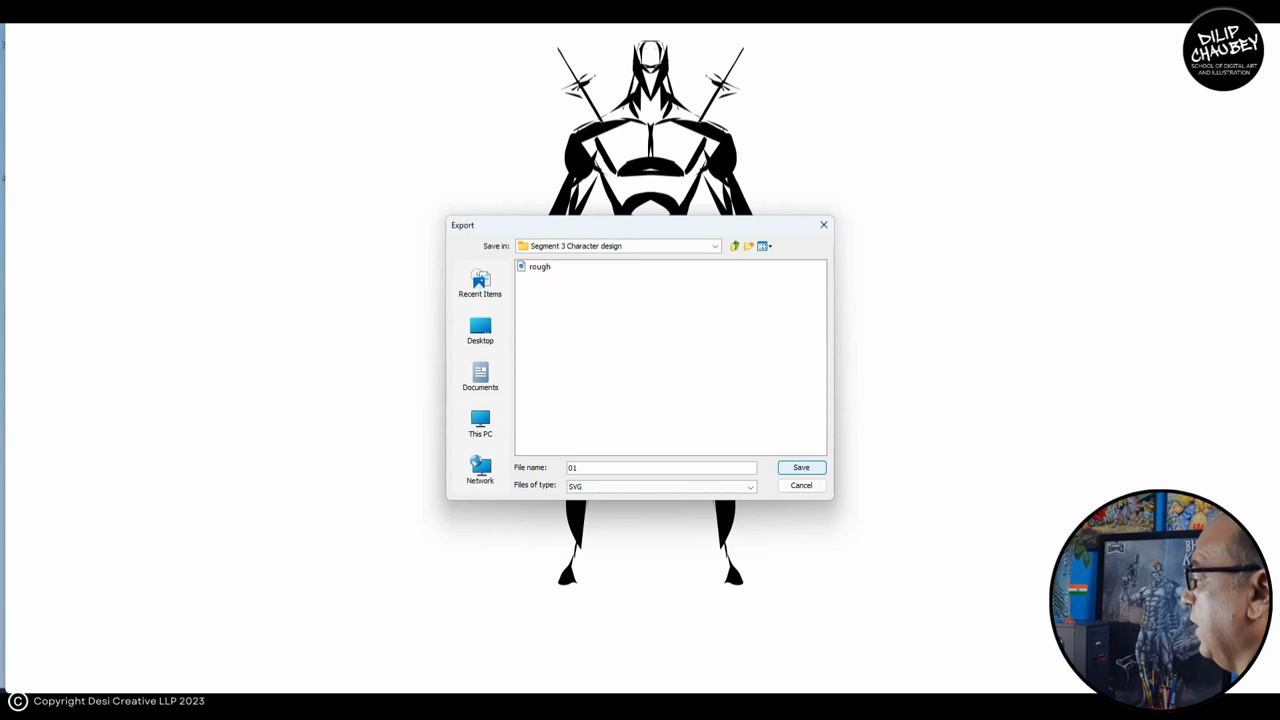 DILIP
CHAUBEY
SCHOOL OF DIGITAL ART
AND ILLUSTRATION
Export
Save in:
Segment 3 Character design
rough
Recent Items
Desktop
Documents
This PC
Network
File name:
01
Save
Files of type:
SVG
Cancel
BH
K
© Copyright Desi Creative LLP 2023